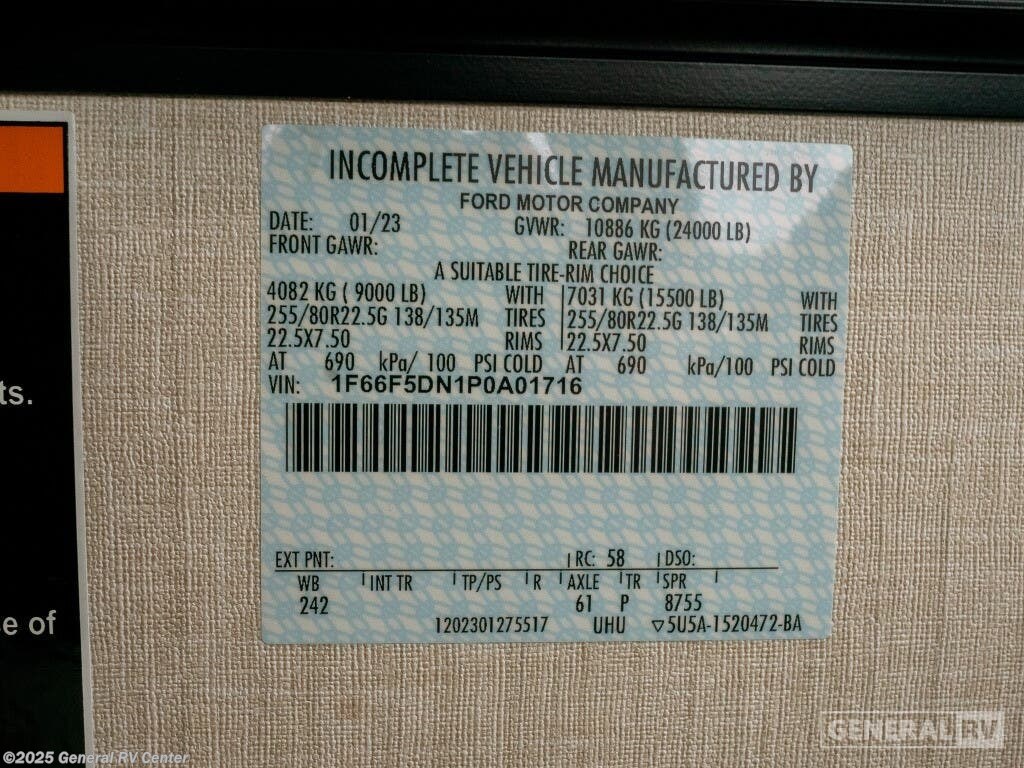 INCOMPLETE VEHICLE MANUFACTURED BY
FORD MOTOR COMPANY
DATE: 01/23 GVWR: 10886 KG (24000 LB)
FRONT GAWR: REAR GAWR:
A SUITABLE TIRE-RIM CHOICE
4082 KG ( 9000 LB) WITH 7031 KG (15500 LB) WITH
255/80R22.5G 138/135M TIRES 255/80R22.5G 138/135M TIRES
22.5X7.50 RIMS 22.5X7.50 RIMS
AT 690 kPa/ 100 PSI COLD AT 690 kPa/100 PSI COLD
VIN: 1F66F5DN1P0A01716
ts.
EXT PNT: RC: 58 DSO:
WB INT TR TP/PS R AXLE TR SPR
242 61 P 8755
1202301275517 UHU ▽5U5A-1520472-BA
se of
GENERAL RV
©2025 General RV Center